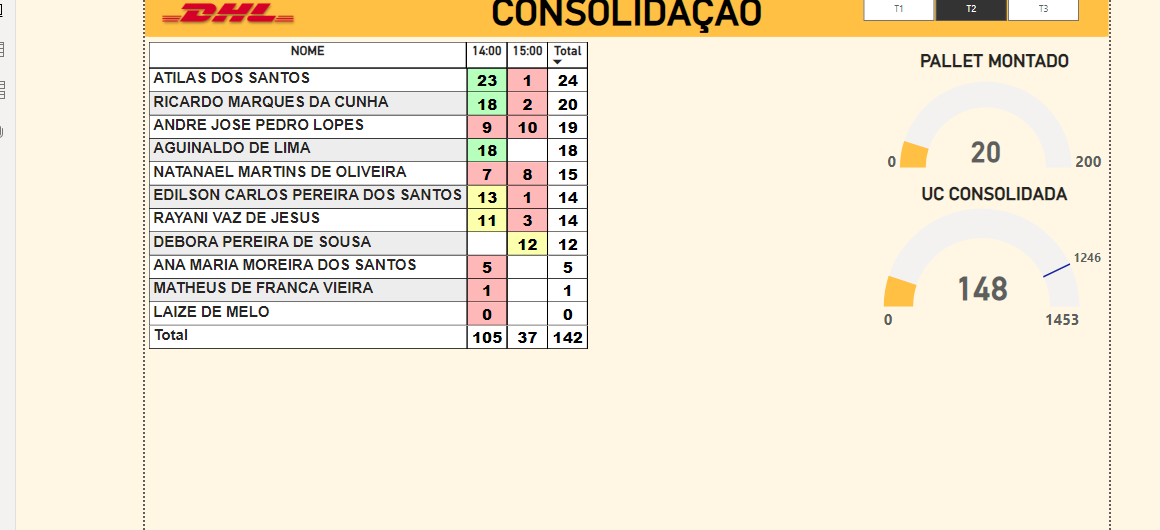 DHL
CONSOLIDAÇÃO
T1 T2 T3
NOME 14:00 15:00 Total
ATILAS DOS SANTOS 23 1 24
RICARDO MARQUES DA CUNHA 18 2 20
ANDRE JOSE PEDRO LOPES 9 10 19
AGUINALDO DE LIMA 18 18
NATANAEL MARTINS DE OLIVEIRA 7 8 15
EDILSON CARLOS PEREIRA DOS SANTOS 13 1 14
RAYANI VAZ DE JESUS 11 3 14
DEBORA PEREIRA DE SOUSA 12 12
ANA MARIA MOREIRA DOS SANTOS 5 5
MATHEUS DE FRANCA VIEIRA 1 1
LAIZE DE MELO 0 0
Total 105 37 142
PALLET MONTADO
20
0 200
UC CONSOLIDADA
1246
148
0 1453